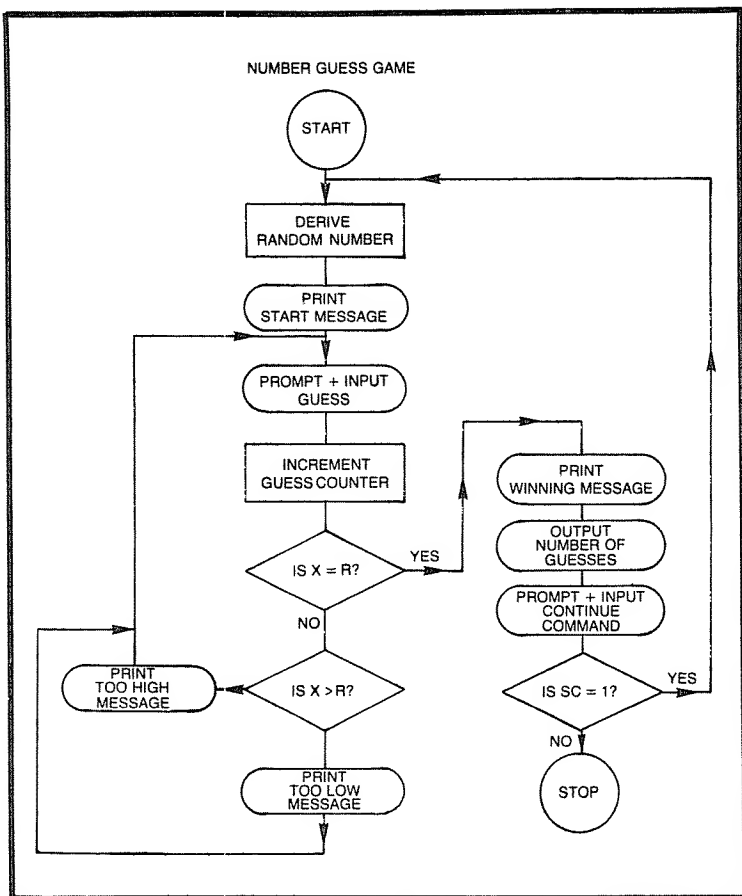 NUMBER GUESS GAME
START
DERIVE
RANDOM NUMBER
PRINT
START MESSAGE
PROMPT + INPUT
GUESS
INCREMENT
GUESS COUNTER
IS X = R?
YES
NO
IS X > R?
PRINT
TOO HIGH
MESSAGE
PRINT
TOO LOW
MESSAGE
PRINT
WINNING MESSAGE
OUTPUT
NUMBER OF
GUESSES
PROMPT + INPUT
CONTINUE
COMMAND
IS SC = 1?
YES
NO
STOP